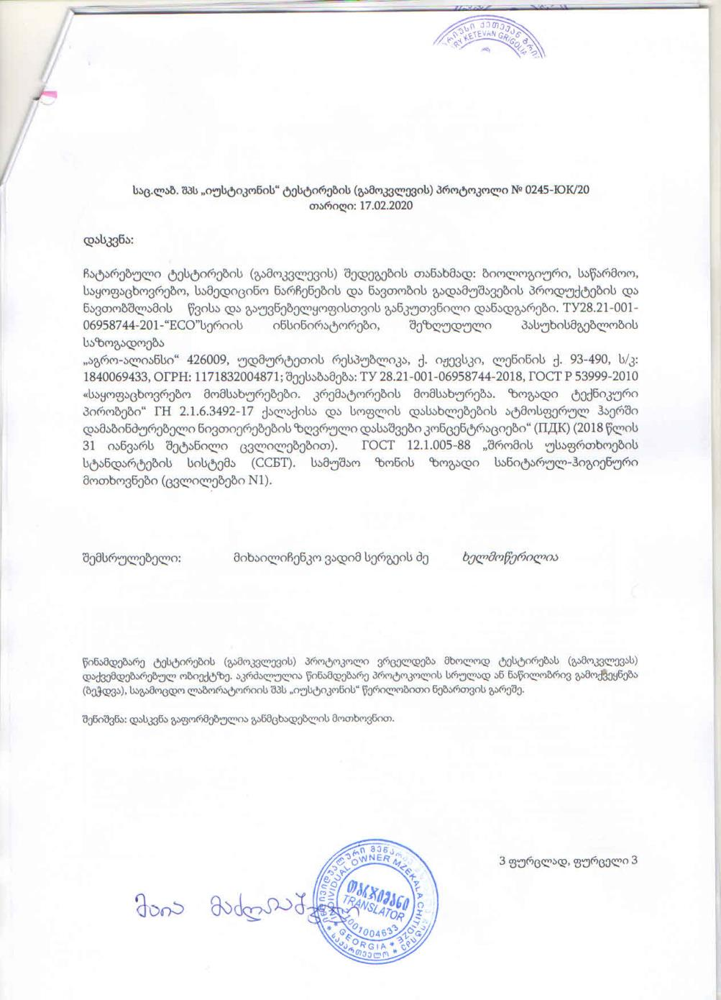 KETEVAN GRIGOLIA
საც.ლაბ. შპს „იუსტიკონის“ ტესტირების (გამოკვლევის) პროტოკოლი № 0245-ЮК/20
თარიღი: 17.02.2020
დასკვნა:
ჩატარებული ტესტირების (გამოკვლევის) შედეგების თანახმად: ბიოლოგიური, საწარმოო,
საყოფაცხოვრებო, სამედიცინო ნარჩენების და ნავთობის გადამუშავების პროდუქტების და
ნავთობშლამის წვისა და გაუვნებელყოფისთვის განკუთვნილი დანადგარები. ТУ28.21-001-
06958744-201-“ECO”სერიის ინსინირატორები, შეზღუდული პასუხისმგებლობის
საზოგადოება
„აგრო-ალიანსი“ 426009, უდმურტეთის რესპუბლიკა, ქ. იჟევსკი, ლენინის ქ. 93-490, ს/კ:
1840069433, ОГРН: 1171832004871; შეესაბამება: ТУ 28.21-001-06958744-2018, ГОСТ Р 53999-2010
«საყოფაცხოვრებო მომსახურებები. კრემატორების მომსახურება. ზოგადი ტექნიკური
პირობები“ ГН 2.1.6.3492-17 ქალაქისა და სოფლის დასახლებების ატმოსფერულ ჰაერში
დამაბინძურებელი ნივთიერებების ზღვრული დასაშვები კონცენტრაციები“ (ПДК) (2018 წლის
31 იანვარს შეტანილი ცვლილებებით). ГОСТ 12.1.005-88 „შრომის უსაფრთხოების
სტანდარტების სისტემა (ССБТ). სამუშაო ზონის ზოგადი სანიტარულ-ჰიგიენური
მოთხოვნები (ცვლილებები N1).
შემსრულებელი: მიხაილიჩენკო ვადიმ სერგეის ძე ხელმოწერილია
წინამდებარე ტესტირების (გამოკვლევის) პროტოკოლი ვრცელდება მხოლოდ ტესტირებას (გამოკვლევას)
დაქვემდებარებულ ობიექტზე. აკრძალულია წინამდებარე პროტოკოლის სრულად ან ნაწილობრივ გამოქვეყნება
(ბეჭდვა), საგამოცდო ლაბორატორიის შპს „იუსტიკონის“ წერილობითი ნებართვის გარეშე.
შენიშვნა: დასკვნა გაფორმებულია განმცხადებლის მოთხოვნით.
3 ფურცლად, ფურცელი 3
INDIVIDUAL OWNER MZEKALA CHITIDZE
თარჯიმანი
TRANSLATOR
01001004633
* GEORGIA *
* საქართველო *
მაია